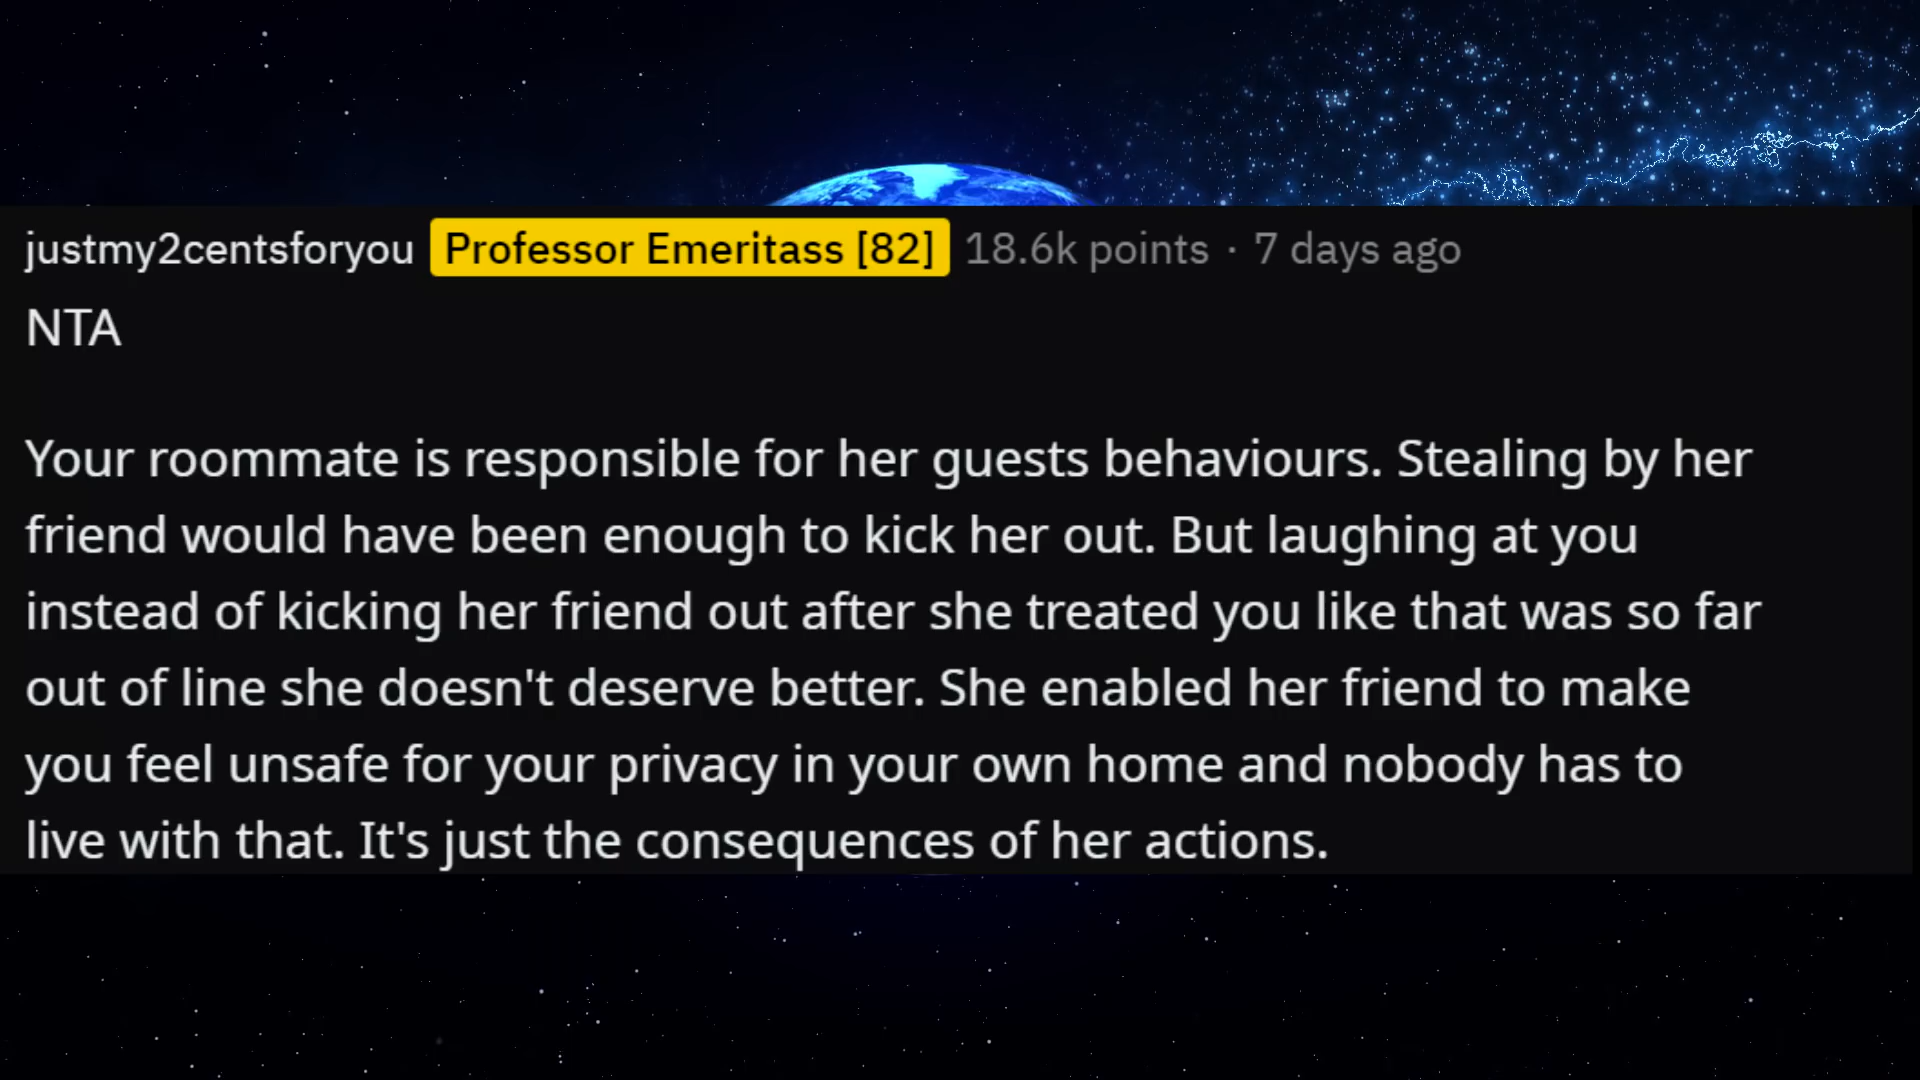 justmy2centsforyou Professor Emeritass [82] 18.6k points · 7 days ago
NTA
Your roommate is responsible for her guests behaviours. Stealing by her
friend would have been enough to kick her out. But laughing at you
instead of kicking her friend out after she treated you like that was so far
out of line she doesn't deserve better. She enabled her friend to make
you feel unsafe for your privacy in your own home and nobody has to
live with that. It's just the consequences of her actions.